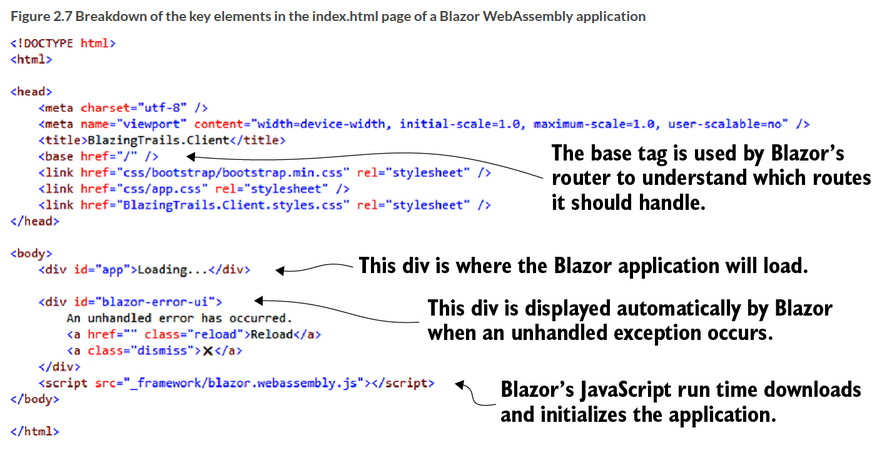 Figure 2.7 Breakdown of the key elements in the index.html page of a Blazor WebAssembly application
<!DOCTYPE html>
<html>
<head>
<meta charset="utf-8" />
<meta name="viewport" content="width=device-width, initial-scale=1.0, maximum-scale=1.0, user-scalable=no" />
<title>BlazingTrails.Client</title>
<base href="/" />
<link href="css/bootstrap/bootstrap.min.css" rel="stylesheet" />
<link href="css/app.css" rel="stylesheet" />
<link href="BlazingTrails.Client.styles.css" rel="stylesheet" />
</head>
The base tag is used by Blazor's
router to understand which routes
it should handle.
<body>
<div id="app">Loading...</div>
This div is where the Blazor application will load.
<div id="blazor-error-ui">
An unhandled error has occurred.
<a href="" class="reload">Reload</a>
<a class="dismiss">🗙</a>
</div>
This div is displayed automatically by Blazor
when an unhandled exception occurs.
<script src="_framework/blazor.webassembly.js"></script>
</body>
Blazor's JavaScript run time downloads
and initializes the application.
</html>